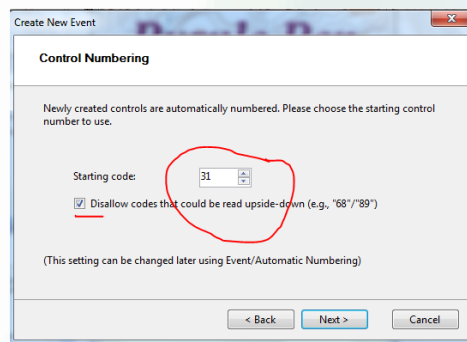 Create New Event
Purple Pen
Control Numbering
Newly created controls are automatically numbered. Please choose the starting control
number to use.
Starting code: 31
Disallow codes that could be read upside-down (e.g., "68"/"89")
(This setting can be changed later using Event/Automatic Numbering)
< Back Next > Cancel